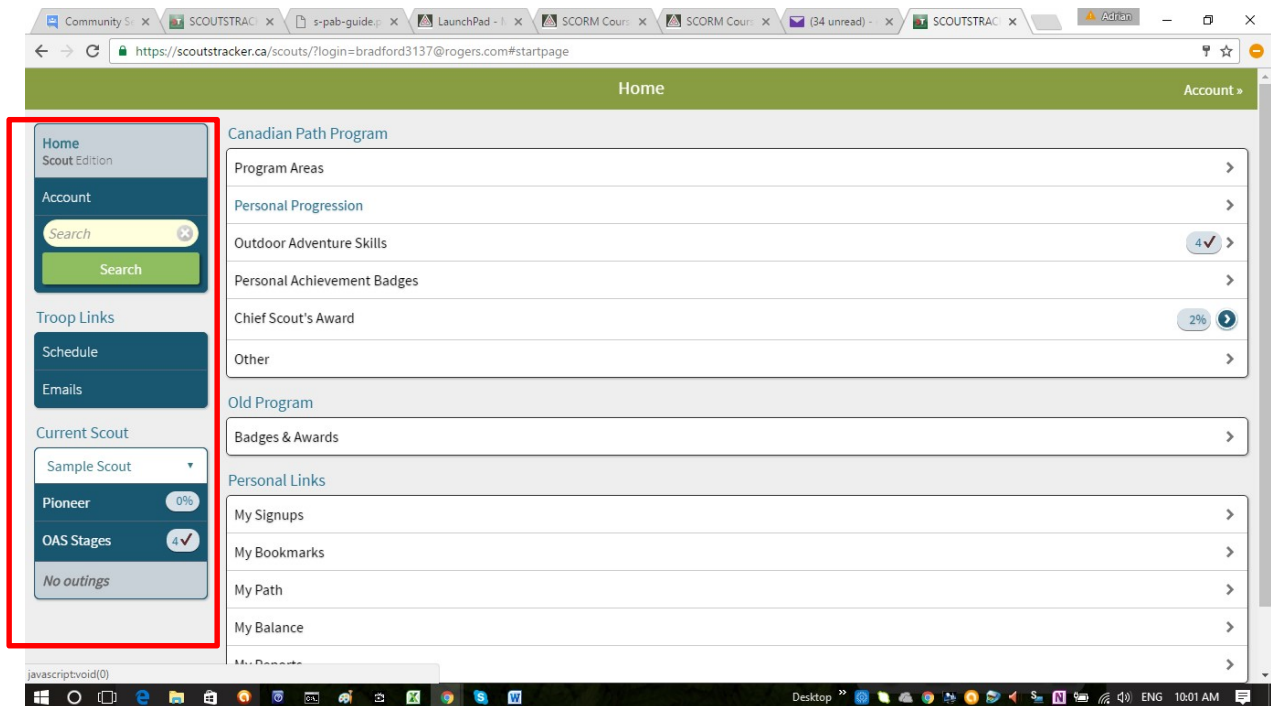 Community S
SCOUTSTRAC
s-pab-guide.p
LaunchPad -
SCORM Cours
SCORM Cours
(34 unread) -
SCOUTSTRAC
Adrian
https://scoutstracker.ca/scouts/?login=bradford3137@rogers.com#startpage
Home
Account »
Home
Scout Edition
Account
Search
Search
Troop Links
Schedule
Emails
Current Scout
Sample Scout
Pioneer 0%
OAS Stages 4✓
No outings
Canadian Path Program
Program Areas
Personal Progression
Outdoor Adventure Skills 4✓
Personal Achievement Badges
Chief Scout's Award 2%
Other
Old Program
Badges & Awards
Personal Links
My Signups
My Bookmarks
My Path
My Balance
My Reports
javascript:void(0)
Desktop » ENG 10:01 AM